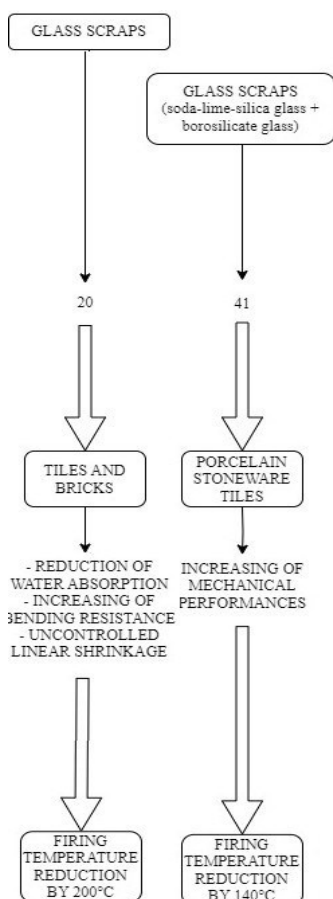 GLASS SCRAPS
GLASS SCRAPS
(soda-lime-silica glass +
borosilicate glass)
20
41
TILES AND
BRICKS
PORCELAIN
STONEWARE
TILES
- REDUCTION OF
WATER ABSORPTION
- INCREASING OF
BENDING RESISTANCE
- UNCONTROLLED
LINEAR SHRINKAGE
INCREASING OF
MECHANICAL
PERFORMANCES
FIRING
TEMPERATURE
REDUCTION
BY 200°C
FIRING
TEMPERATURE
REDUCTION
BY 140°C